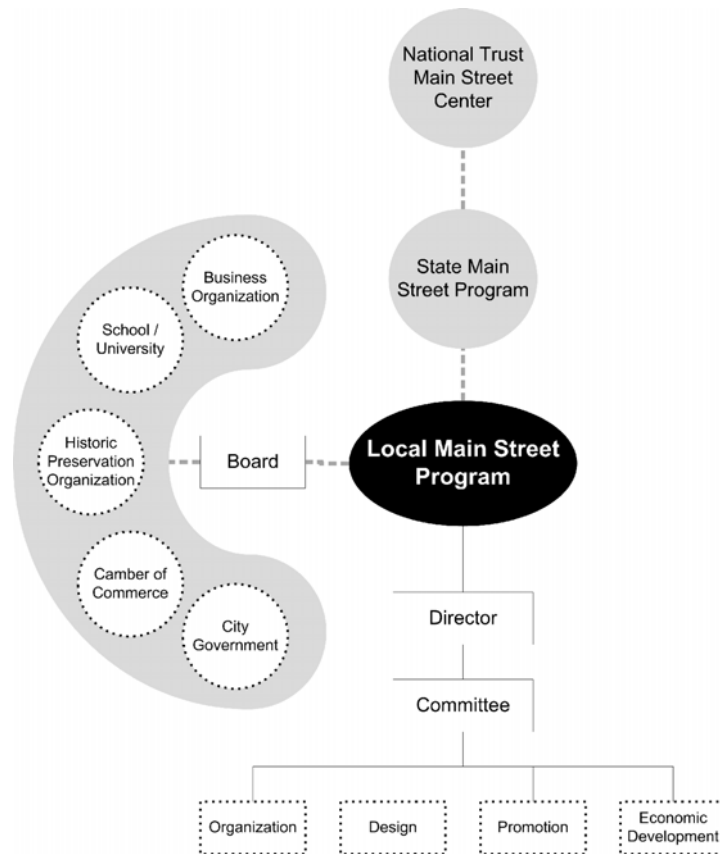 National Trust
Main Street
Center
State Main
Street Program
Business
Organization
School /
University
Historic
Preservation
Organization
Board
Local Main Street
Program
Camber of
Commerce
City
Government
Director
Committee
Organization
Design
Promotion
Economic
Development